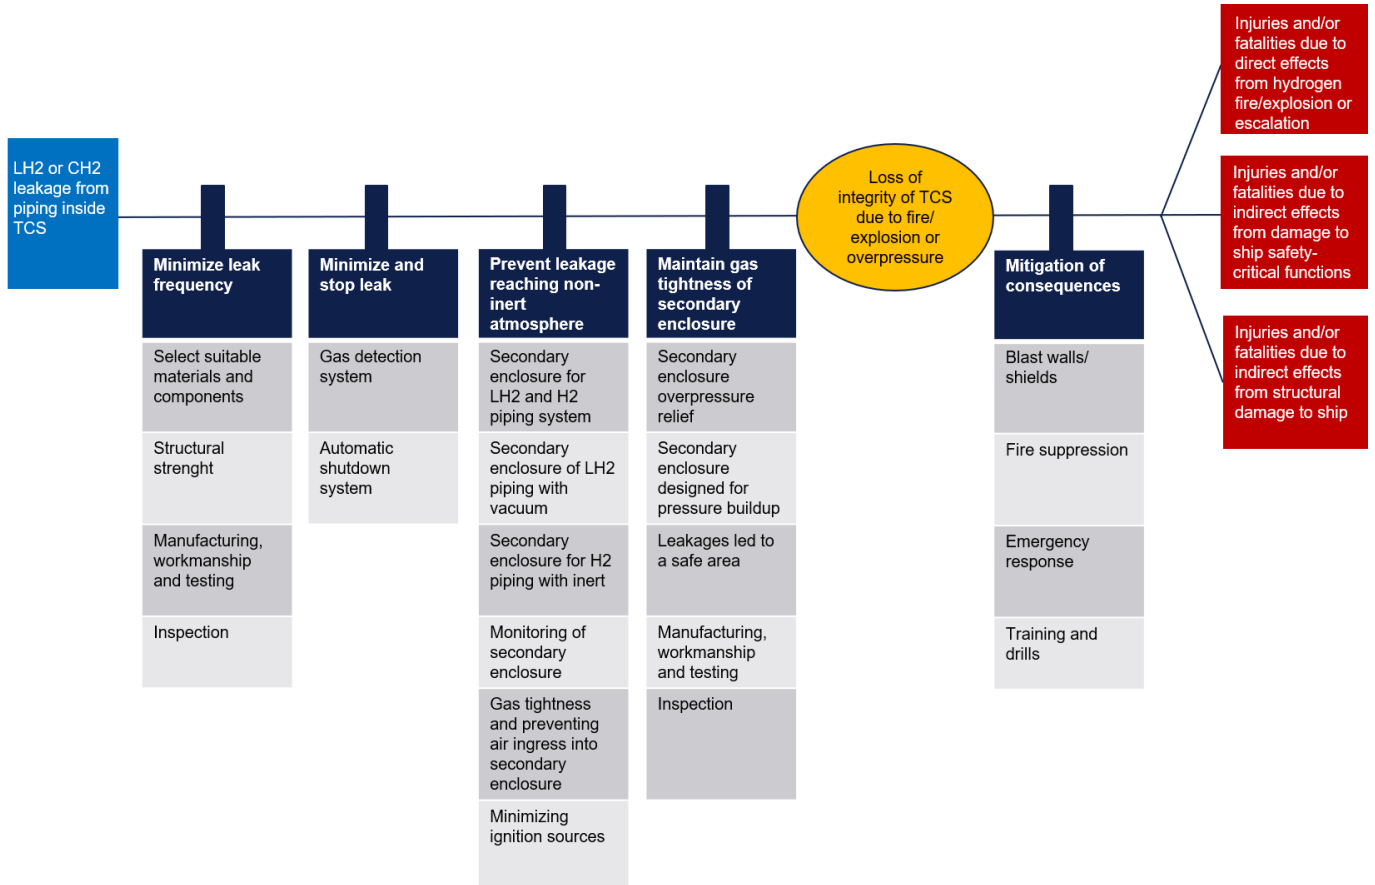 LH2 or CH2
leakage from
piping inside
TCS
Minimize leak
frequency
Select suitable
materials and
components
Structural
strenght
Manufacturing,
workmanship
and testing
Inspection
Minimize and
stop leak
Gas detection
system
Automatic
shutdown
system
Prevent leakage
reaching non-
inert
atmosphere
Secondary
enclosure for
LH2 and H2
piping system
Secondary
enclosure of LH2
piping with
vacuum
Secondary
enclosure for H2
piping with inert
Monitoring of
secondary
enclosure
Gas tightness
and preventing
air ingress into
secondary
enclosure
Minimizing
ignition sources
Maintain gas
tightness of
secondary
enclosure
Secondary
enclosure
overpressure
relief
Secondary
enclosure
designed for
pressure buildup
Leakages led to
a safe area
Manufacturing,
workmanship
and testing
Inspection
Loss of
integrity of TCS
due to fire/
explosion or
overpressure
Mitigation of
consequences
Blast walls/
shields
Fire suppression
Emergency
response
Training and
drills
Injuries and/or
fatalities due to
direct effects
from hydrogen
fire/explosion or
escalation
Injuries and/or
fatalities due to
indirect effects
from damage to
ship safety-
critical functions
Injuries and/or
fatalities due to
indirect effects
from structural
damage to ship